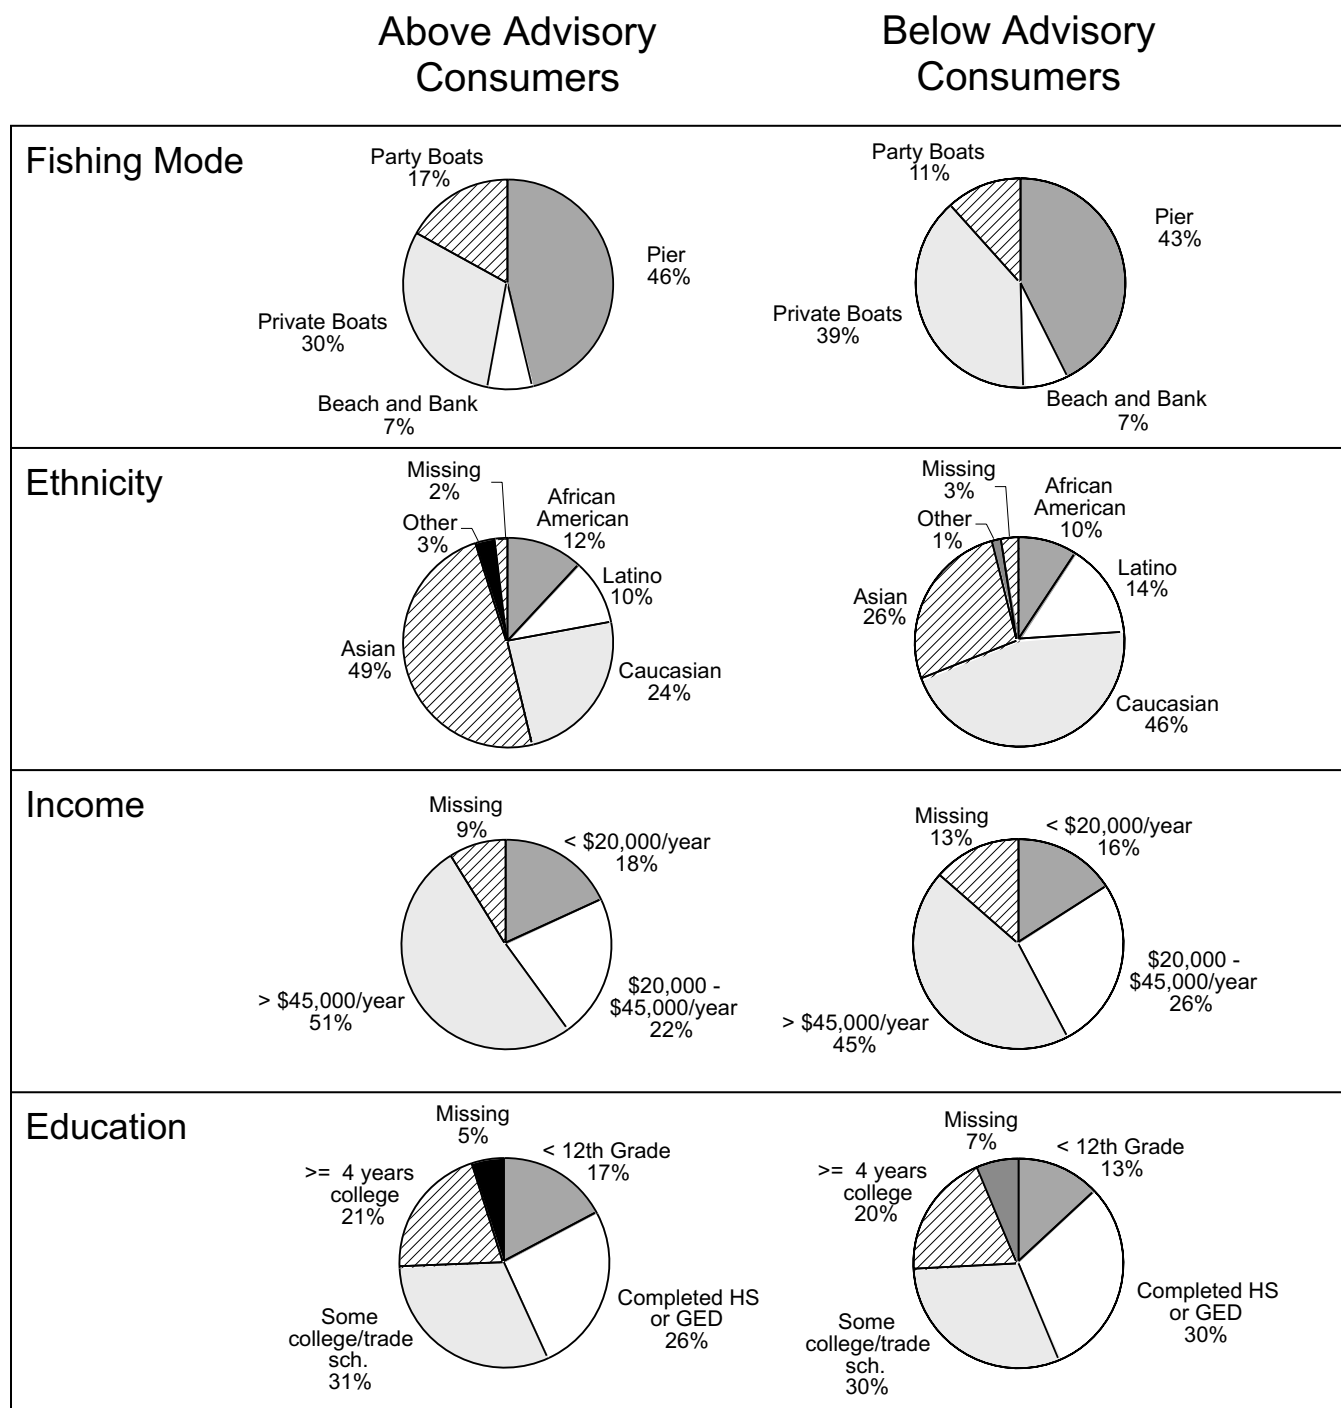 Above Advisory
Consumers
Below Advisory
Consumers
Fishing Mode
Party Boats
17%
Pier
46%
Private Boats
30%
Beach and Bank
7%
Party Boats
11%
Pier
43%
Private Boats
39%
Beach and Bank
7%
Ethnicity
Missing
2%
African
American
12%
Other
3%
Latino
10%
Asian
49%
Caucasian
24%
Missing
3%
African
American
10%
Other
1%
Latino
14%
Asian
26%
Caucasian
46%
Income
Missing
9%
< $20,000/year
18%
> $45,000/year
51%
$20,000 -
$45,000/year
22%
Missing
13%
< $20,000/year
16%
$20,000 -
$45,000/year
26%
> $45,000/year
45%
Education
Missing
5%
< 12th Grade
17%
>= 4 years
college
21%
Completed HS
or GED
26%
Some
college/trade
sch.
31%
Missing
7%
< 12th Grade
13%
>= 4 years
college
20%
Completed HS
or GED
30%
Some
college/trade
sch.
30%